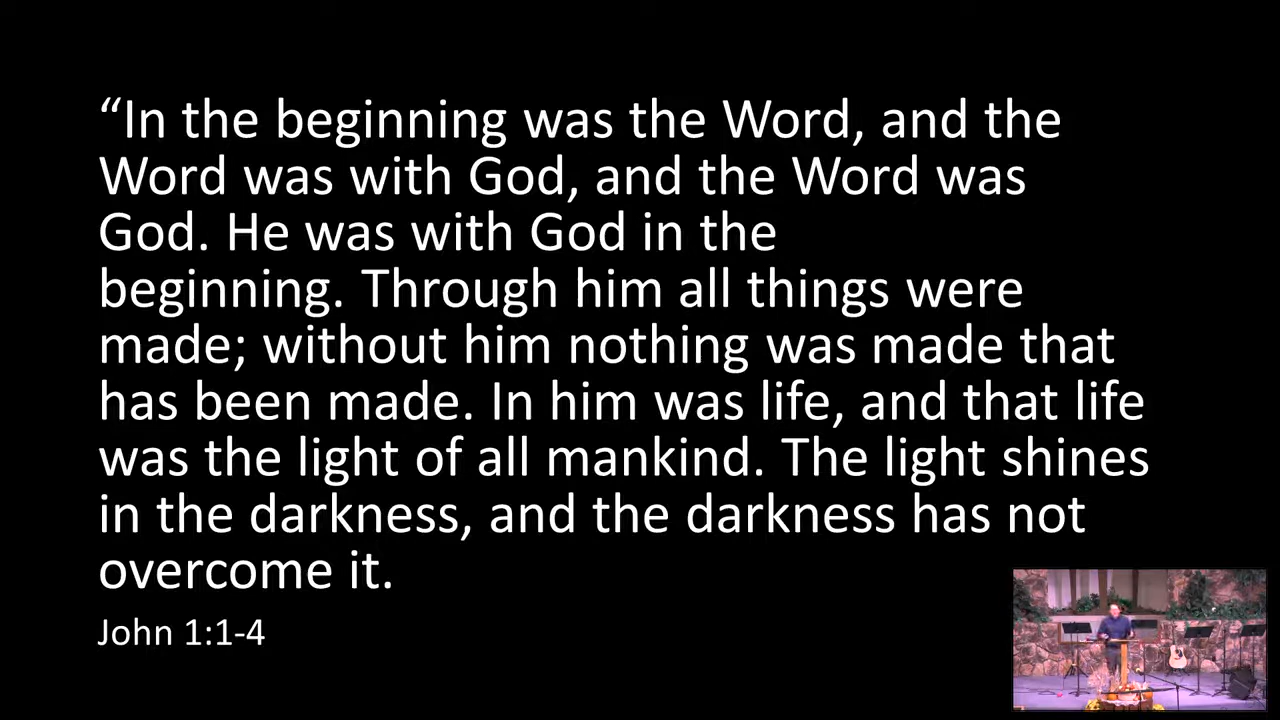 “In the beginning was the Word, and the
Word was with God, and the Word was
God. He was with God in the
beginning. Through him all things were
made; without him nothing was made that
has been made. In him was life, and that life
was the light of all mankind. The light shines
in the darkness, and the darkness has not
overcome it.
John 1:1-4